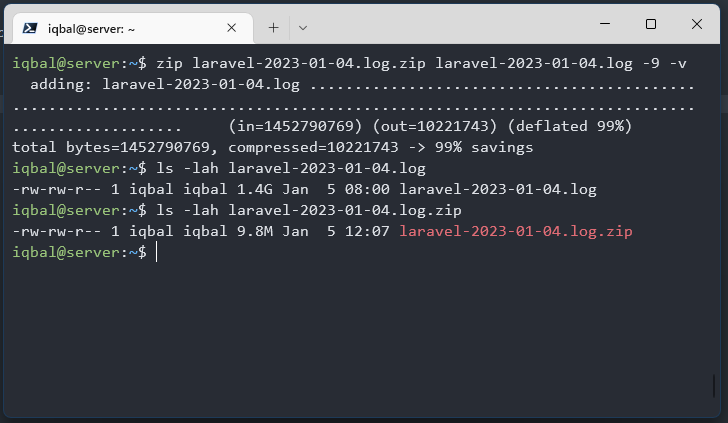 iqbal@server: ~
iqbal@server:~$ zip laravel-2023-01-04.log.zip laravel-2023-01-04.log -9 -v
  adding: laravel-2023-01-04.log ...........................................
............................................................................
...................     (in=1452790769) (out=10221743) (deflated 99%)
total bytes=1452790769, compressed=10221743 -> 99% savings
iqbal@server:~$ ls -lah laravel-2023-01-04.log
-rw-rw-r-- 1 iqbal iqbal 1.4G Jan  5 08:00 laravel-2023-01-04.log
iqbal@server:~$ ls -lah laravel-2023-01-04.log.zip
-rw-rw-r-- 1 iqbal iqbal 9.8M Jan  5 12:07 laravel-2023-01-04.log.zip
iqbal@server:~$